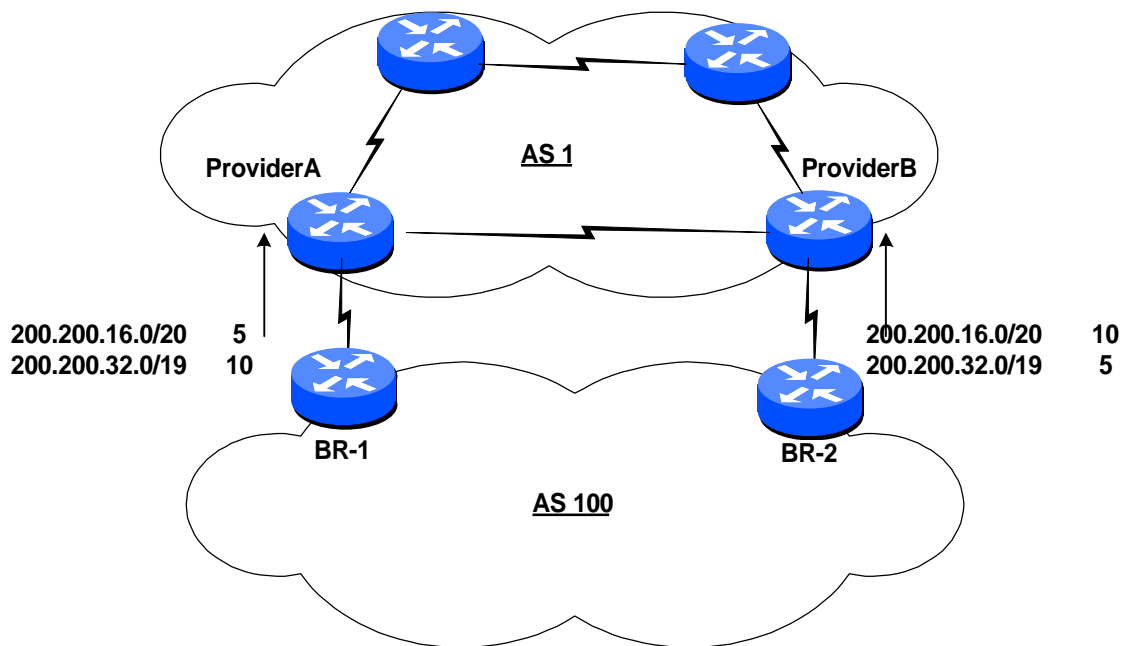 AS 1
ProviderA
ProviderB
200.200.16.0/20 5
200.200.32.0/19 10
200.200.16.0/20 10
200.200.32.0/19 5
BR-1
BR-2
AS 100